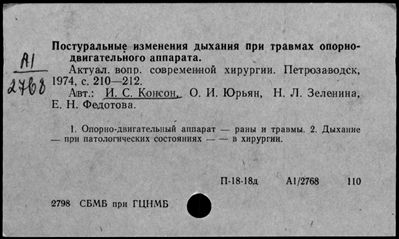 Постуральные изменения дыхания при травмах опорно-
двигательного аппарата.
А1/
2768
Актуал. вопр. современной хирургии. Петрозаводск,
1974, с. 210—212.
Авт.: И. С. Консон, О. И. Юрьян, Н. Л. Зеленина,
Е. Н. Федотова.
1. Опорно-двигательный аппарат — раны и травмы. 2. Дыхание
— при патологических состояниях — — в хирургии.
П-18-18д А1/2768 110
2798 СБМБ при ГЦНМБ